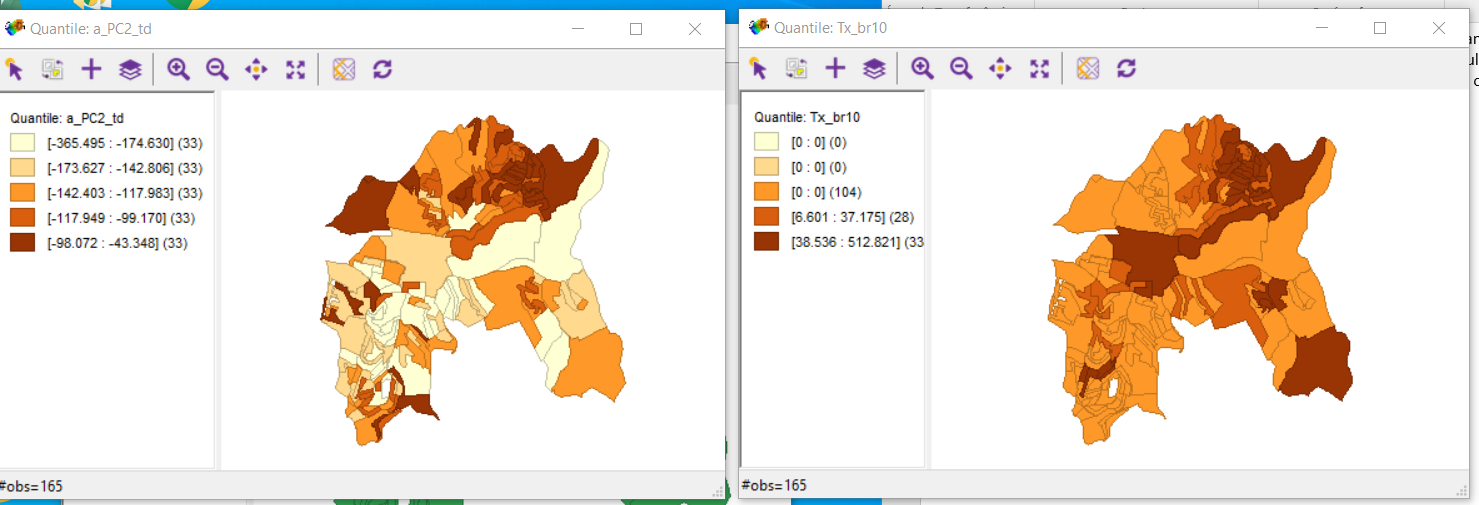 Quantile: a_PC2_td
Quantile: a_PC2_td
[-365.495 : -174.630] (33)
[-173.627 : -142.806] (33)
[-142.403 : -117.983] (33)
[-117.949 : -99.170] (33)
[-98.072 : -43.348] (33)
#obs=165
Quantile: Tx_br10
Quantile: Tx_br10
[0 : 0] (0)
[0 : 0] (0)
[0 : 0] (104)
[6.601 : 37.175] (28)
[38.536 : 512.821] (33
#obs=165